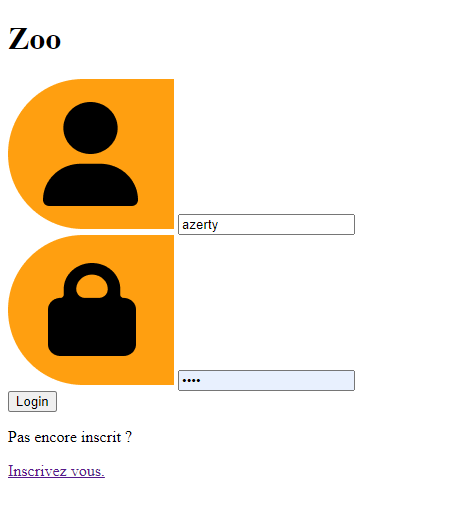 Zoo
azerty
••••
Login
Pas encore inscrit ?
Inscrivez vous.